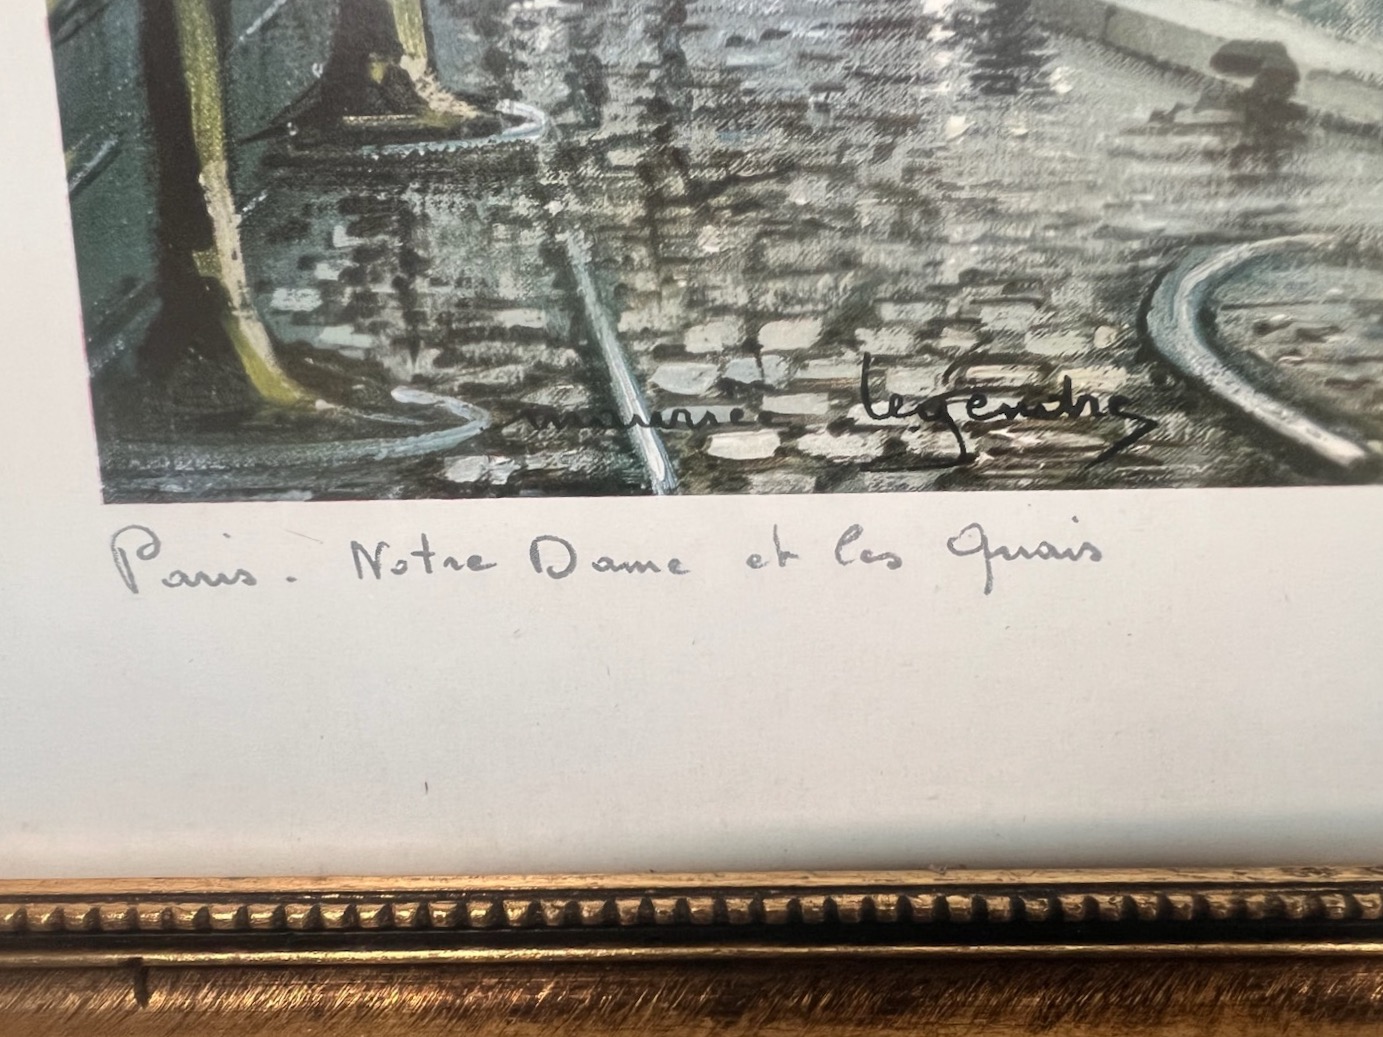 maurice Legendre
Paris. Notre Dame et les Quais